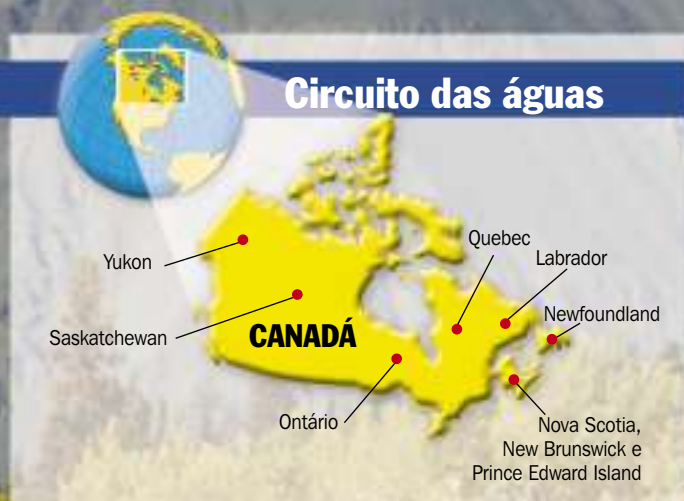 Circuito das águas
Yukon
Quebec
Labrador
Newfoundland
Saskatchewan
CANADÁ
Ontário
Nova Scotia,
New Brunswick e
Prince Edward Island